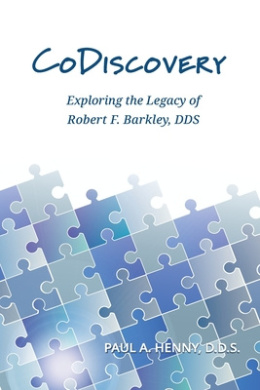 CoDiscovery
Exploring the Legacy of
Robert F. Barkley, DDS
PAUL A. HENNY, D.D.S.